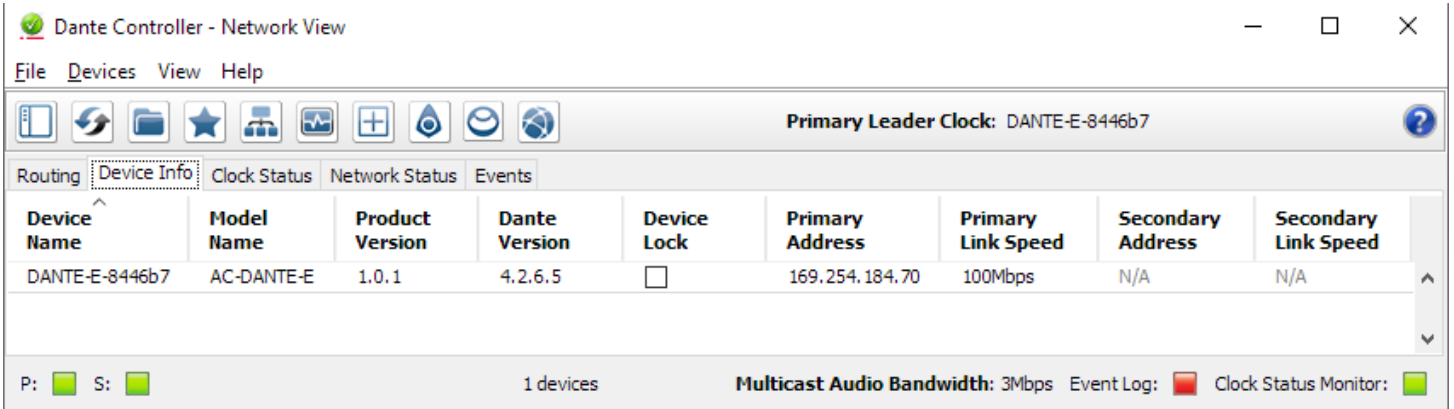 Dante Controller - Network View
File Devices View Help
Primary Leader Clock: DANTE-E-8446b7
Routing Device Info Clock Status Network Status Events
Device Name Model Name Product Version Dante Version Device Lock Primary Address Primary Link Speed Secondary Address Secondary Link Speed
DANTE-E-8446b7 AC-DANTE-E 1.0.1 4.2.6.5 169.254.184.70 100Mbps N/A N/A
P: S: 1 devices Multicast Audio Bandwidth: 3Mbps Event Log: Clock Status Monitor: